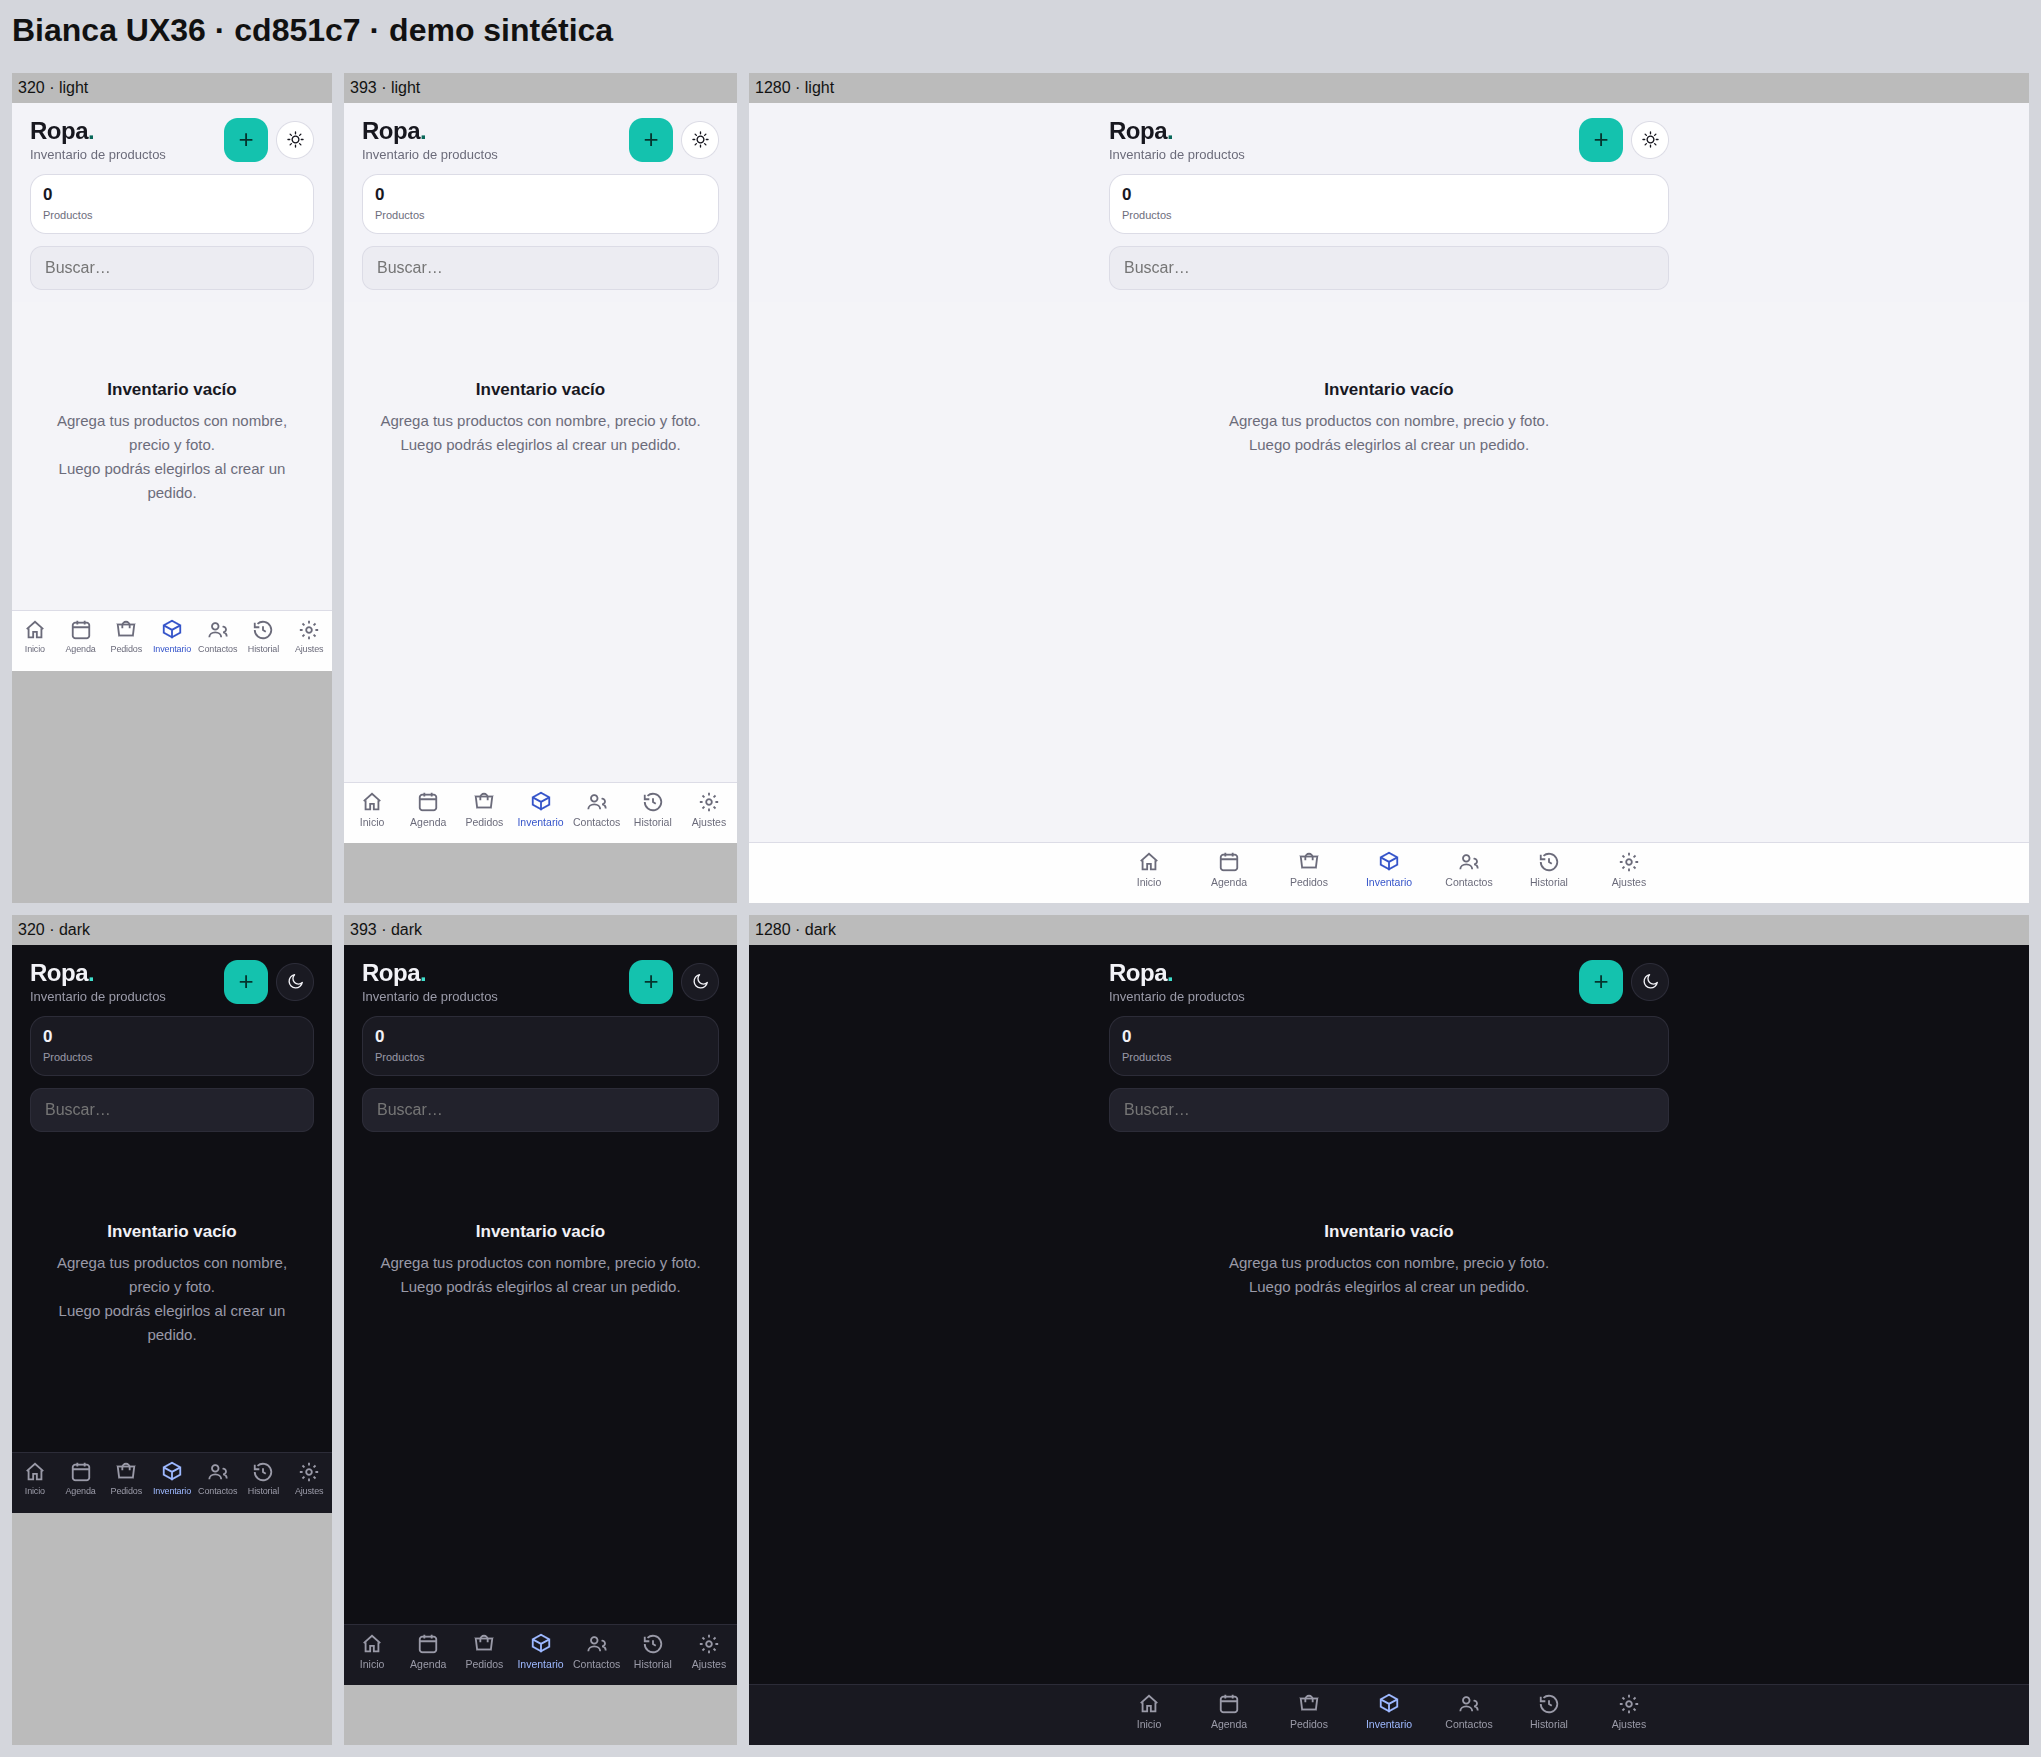 Bianca UX36 · cd851c7 · demo sintética
320 · light
Ropa.
Inventario de productos
0
Productos
Buscar…
Inventario vacío
Agrega tus productos con nombre,
precio y foto.
Luego podrás elegirlos al crear un
pedido.
Inicio Agenda Pedidos Inventario Contactos Historial Ajustes
393 · light
Ropa.
Inventario de productos
0
Productos
Buscar…
Inventario vacío
Agrega tus productos con nombre, precio y foto.
Luego podrás elegirlos al crear un pedido.
Inicio Agenda Pedidos Inventario Contactos Historial Ajustes
1280 · light
Ropa.
Inventario de productos
0
Productos
Buscar…
Inventario vacío
Agrega tus productos con nombre, precio y foto.
Luego podrás elegirlos al crear un pedido.
Inicio Agenda Pedidos Inventario Contactos Historial Ajustes
320 · dark
Ropa.
Inventario de productos
0
Productos
Buscar…
Inventario vacío
Agrega tus productos con nombre,
precio y foto.
Luego podrás elegirlos al crear un
pedido.
Inicio Agenda Pedidos Inventario Contactos Historial Ajustes
393 · dark
Ropa.
Inventario de productos
0
Productos
Buscar…
Inventario vacío
Agrega tus productos con nombre, precio y foto.
Luego podrás elegirlos al crear un pedido.
Inicio Agenda Pedidos Inventario Contactos Historial Ajustes
1280 · dark
Ropa.
Inventario de productos
0
Productos
Buscar…
Inventario vacío
Agrega tus productos con nombre, precio y foto.
Luego podrás elegirlos al crear un pedido.
Inicio Agenda Pedidos Inventario Contactos Historial Ajustes